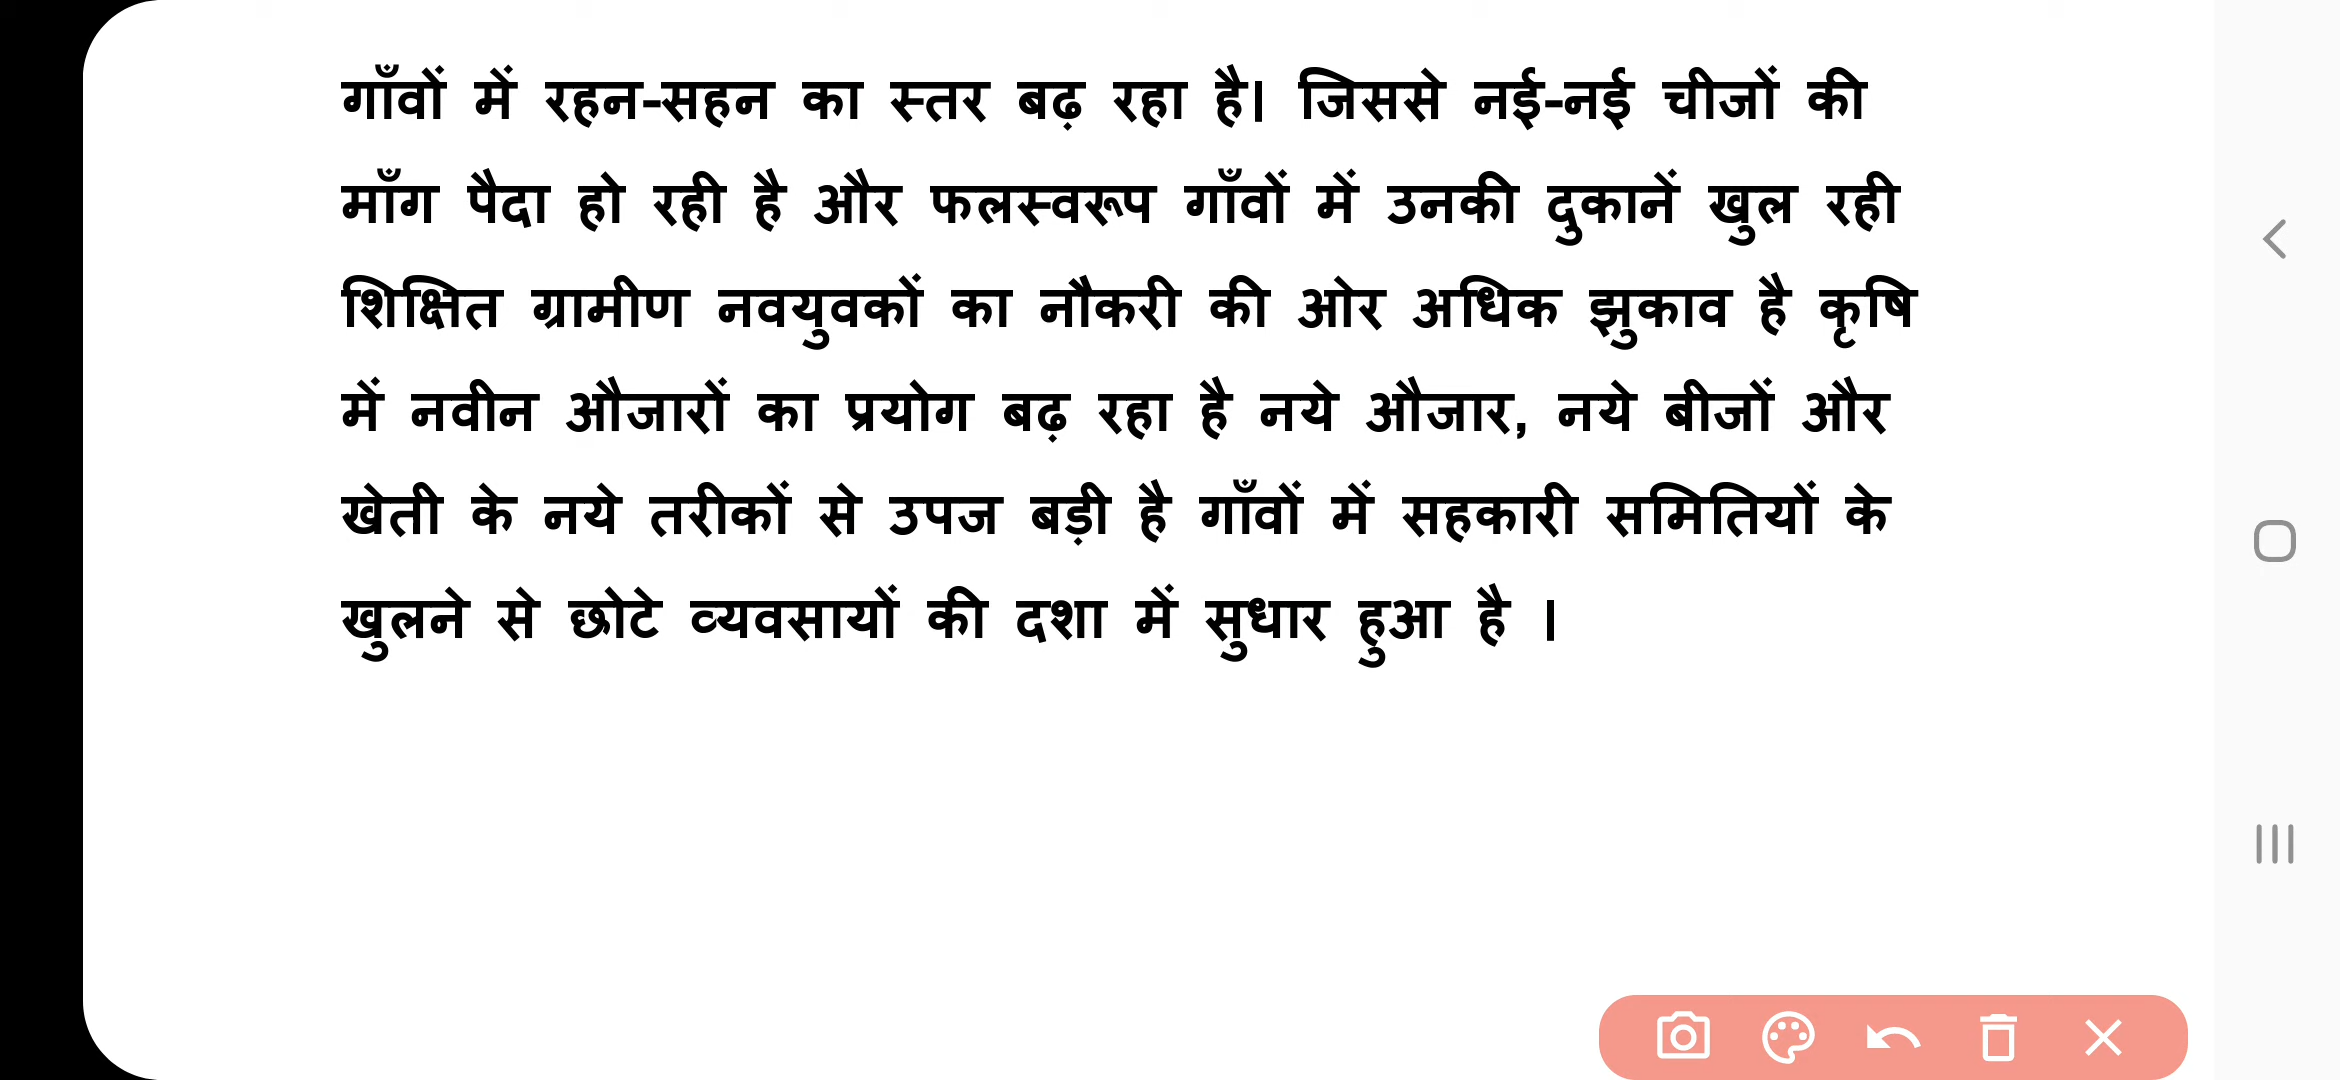 गाँवों में रहन-सहन का स्तर बढ़ रहा है। जिससे नई-नई चीजों की
माँग पैदा हो रही है और फलस्वरूप गाँवों में उनकी दुकानें खुल रही
शिक्षित ग्रामीण नवयुवकों का नौकरी की ओर अधिक झुकाव है कृषि
में नवीन औजारों का प्रयोग बढ़ रहा है नये औजार, नये बीजों और
खेती के नये तरीकों से उपज बड़ी है गाँवों में सहकारी समितियों के
खुलने से छोटे व्यवसायों की दशा में सुधार हुआ है ।